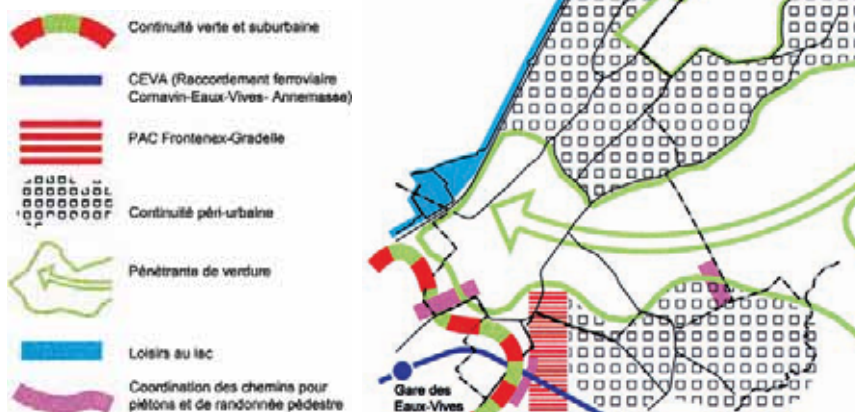 Continuité verte et suburbaine
CEVA (Raccordement ferroviaire
Cornavin-Eaux-Vives- Annemasse)
PAC Frontenex-Gradelle
Continuité péri-urbaine
Pénétrante de verdure
Loisirs au lac
Coordination des chemins pour
piétons et de randonnée pédestre
Gare des
Eaux-Vives